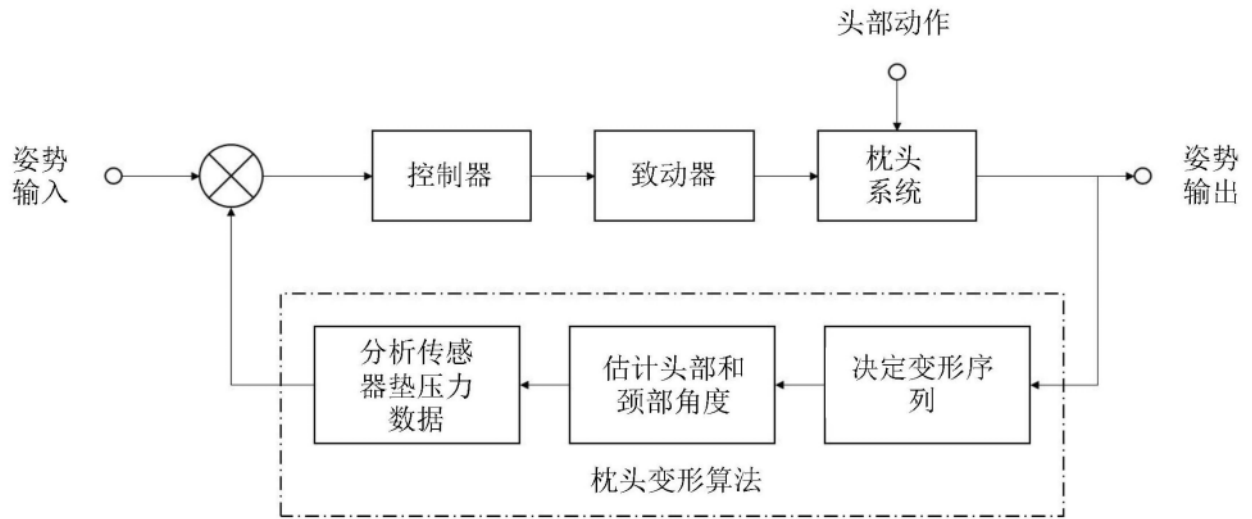 头部动作
姿势
输入
控制器
致动器
枕头
系统
姿势
输出
分析传感
器垫压力
数据
估计头部和
颈部角度
决定变形序
列
枕头变形算法